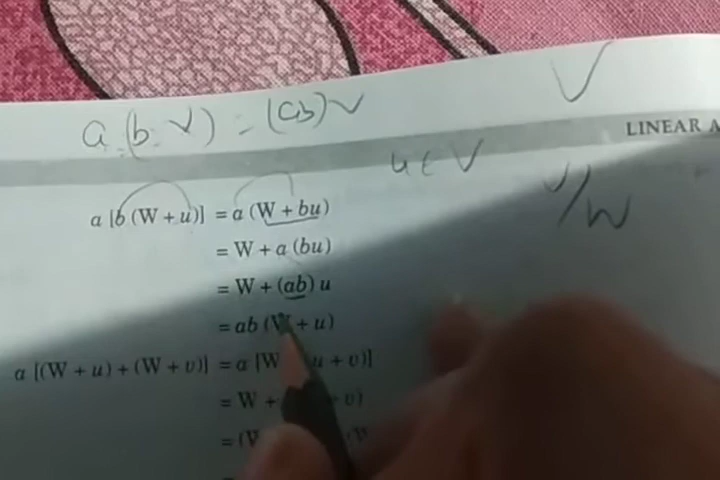 a.(b.v) = (ab)v
V
LINEAR A
u ∈ V
V/W
a [b (W + u)] = a (W + bu)
= W + a (bu)
= W + (ab) u
= ab (W + u)
a [(W + u) + (W + v)] = a [W u + v)]
= W + v)